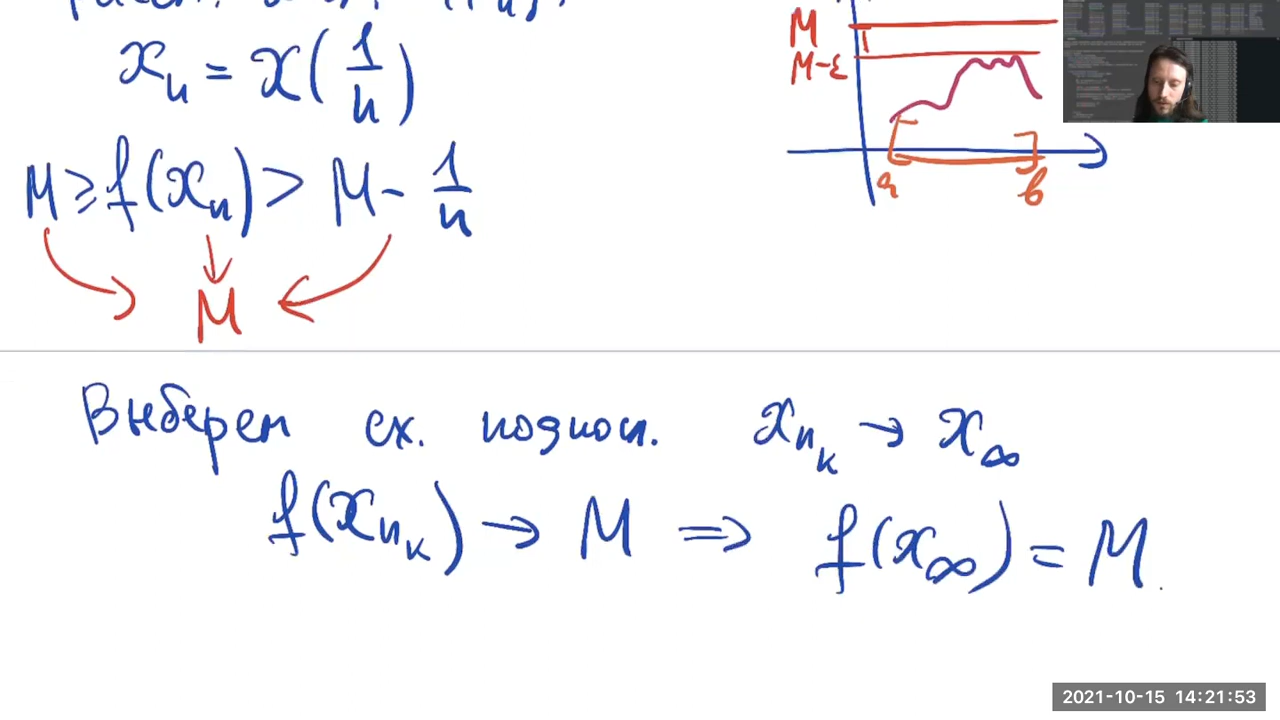 x_n = x(1/n)
M ≥ f(x_n) > M - 1/n
M
M
M-ε
a b
Выберем сх. подпосл. x_{n_k} → x_∞
f(x_{n_k}) → M ⇒ f(x_∞) = M.
2021-10-15 14:21:53